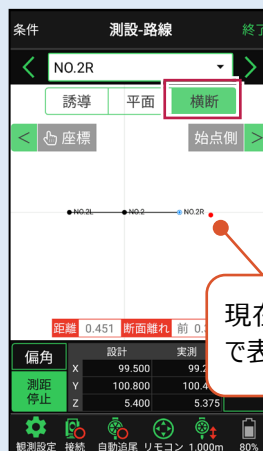 条件 測設-路線 終了
NO.2R
誘導 平面 横断
< 座標 始点側 >
NO.2L NO.2 NO.2R
距離 0.451 断面離れ 前 0.
現在
で表
偏角 設計 実測
測距
停止
X 99.500 99.2
Y 100.800 100.4
Z 5.400 5.375
観測設定 接続 自動追尾 リモコン 1.000m 80%